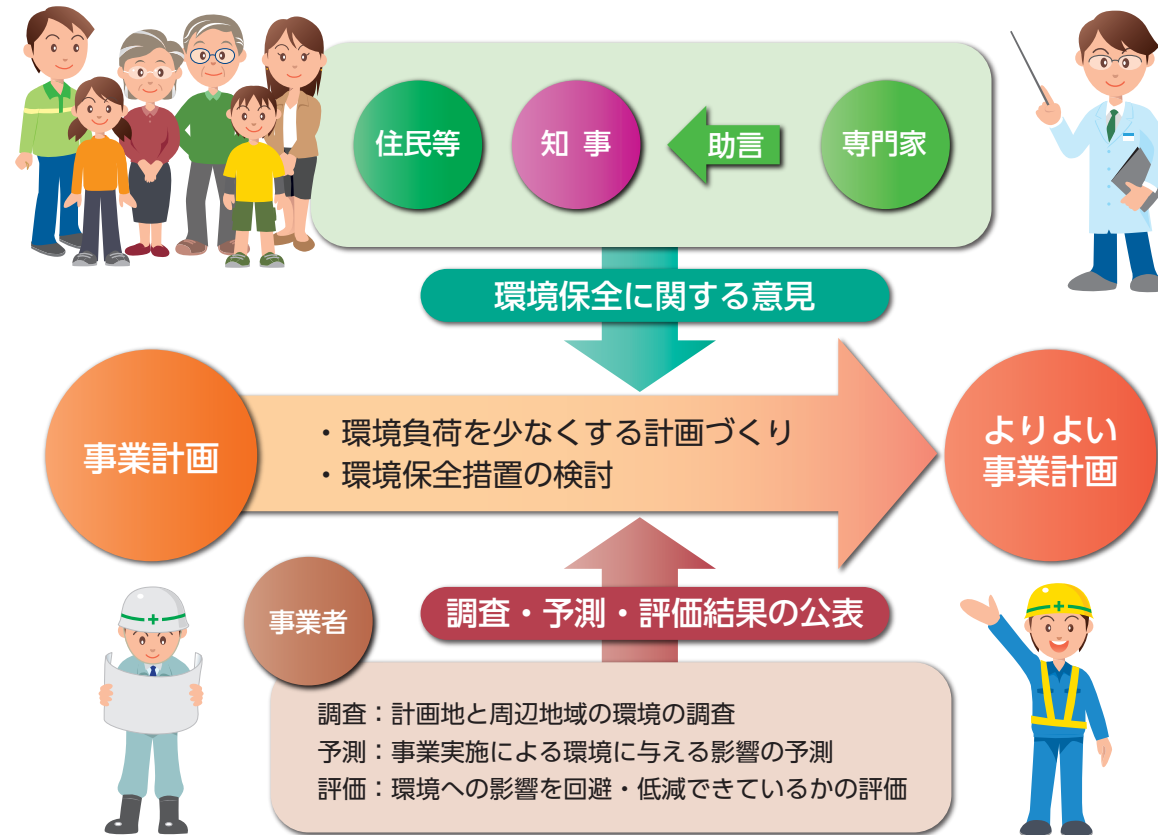 住民等
知 事
助言
専門家
環境保全に関する意見
事業計画
・環境負荷を少なくする計画づくり
・環境保全措置の検討
よりよい
事業計画
事業者
調査・予測・評価結果の公表
調査：計画地と周辺地域の環境の調査
予測：事業実施による環境に与える影響の予測
評価：環境への影響を回避・低減できているかの評価